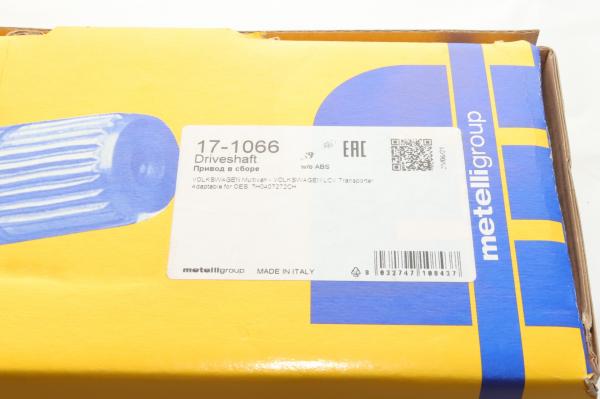 17-1066
Driveshaft
Привод в сборе
w/o ABS
EAC
VOLKSWAGEN Multivan - VOLKSWAGEN LCV Transporter
Adaptable for OES: 7H0407272CH
metelligroup
MADE IN ITALY
8 032747 108437
metelligroup